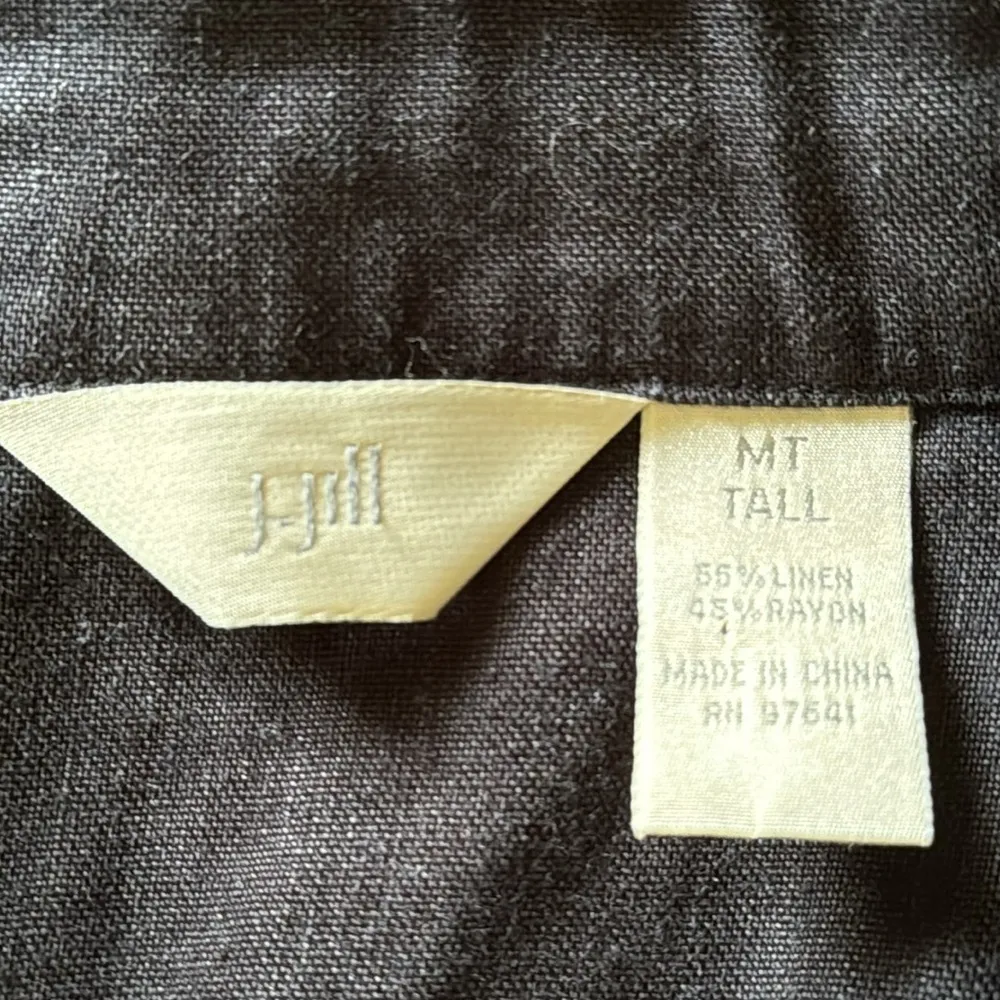 J.Jill
MT
TALL
55% LINEN
45% RAYON
MADE IN CHINA
RN 97641